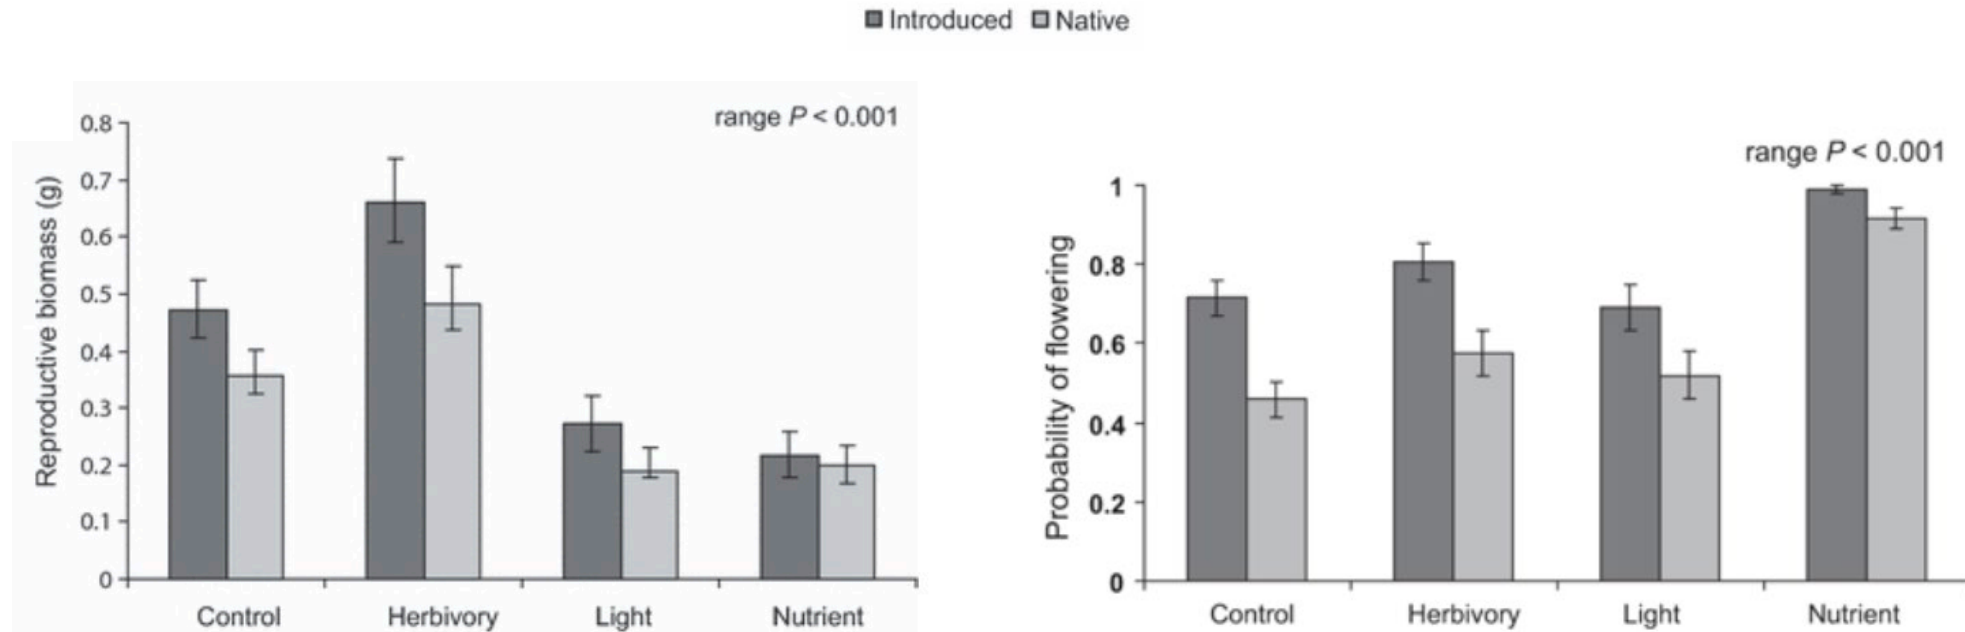 Introduced Native
range P < 0.001
Reproductive biomass (g)
0.8
0.7
0.6
0.5
0.4
0.3
0.2
0.1
0
Control Herbivory Light Nutrient
range P < 0.001
Probability of flowering
1
0.8
0.6
0.4
0.2
0
Control Herbivory Light Nutrient